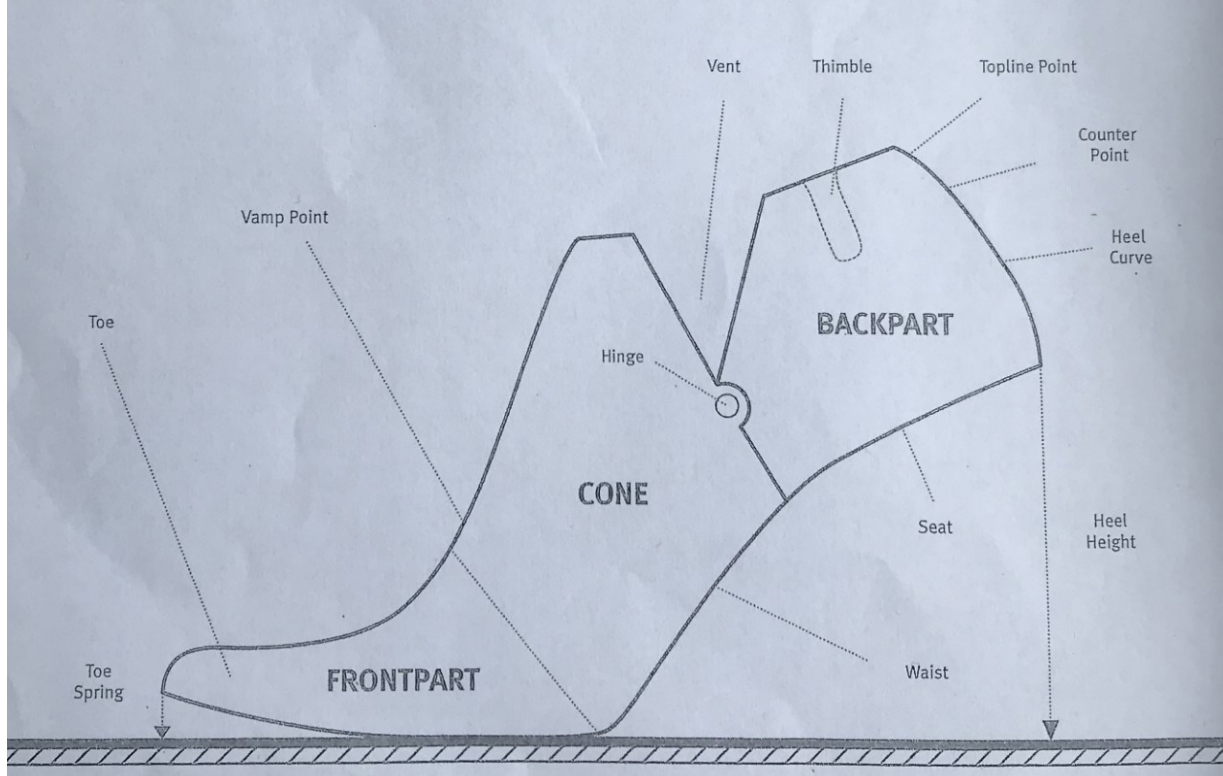 Vent
Thimble
Topline Point
Counter
Point
Vamp Point
Heel
Curve
Toe
BACKPART
Hinge
CONE
Seat
Heel
Height
Toe
Spring
FRONTPART
Waist